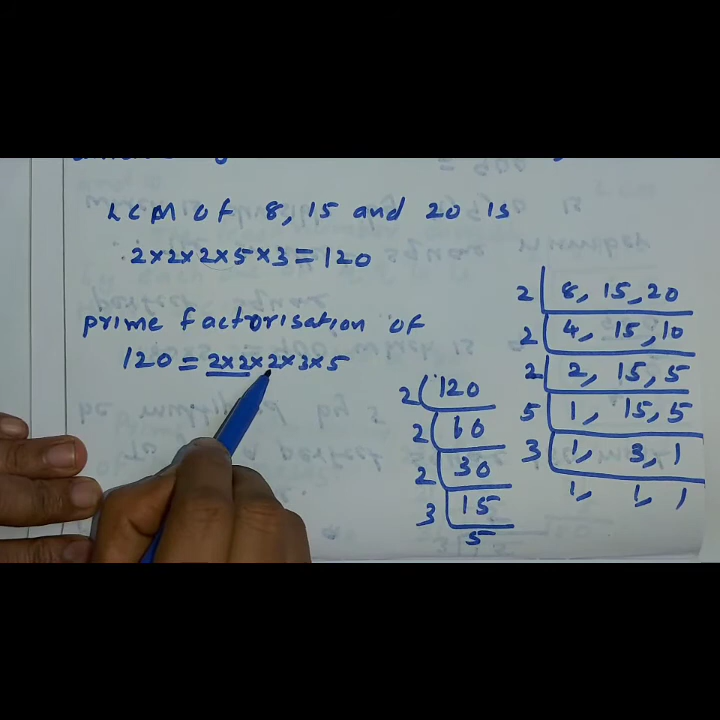 LCM of 8, 15 and 20 is
2×2×2×5×3=120
prime factorisation of
120 = 2×2×2×3×5
2 120
2 60
2 30
3 15
5
2 8, 15, 20
2 4, 15, 10
2 2, 15, 5
5 1, 15, 5
3 1, 3, 1
1, 1, 1